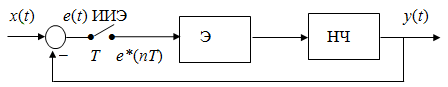 x(t) e(t) ИИЭ y(t)
Э НЧ
− T e*(nT)